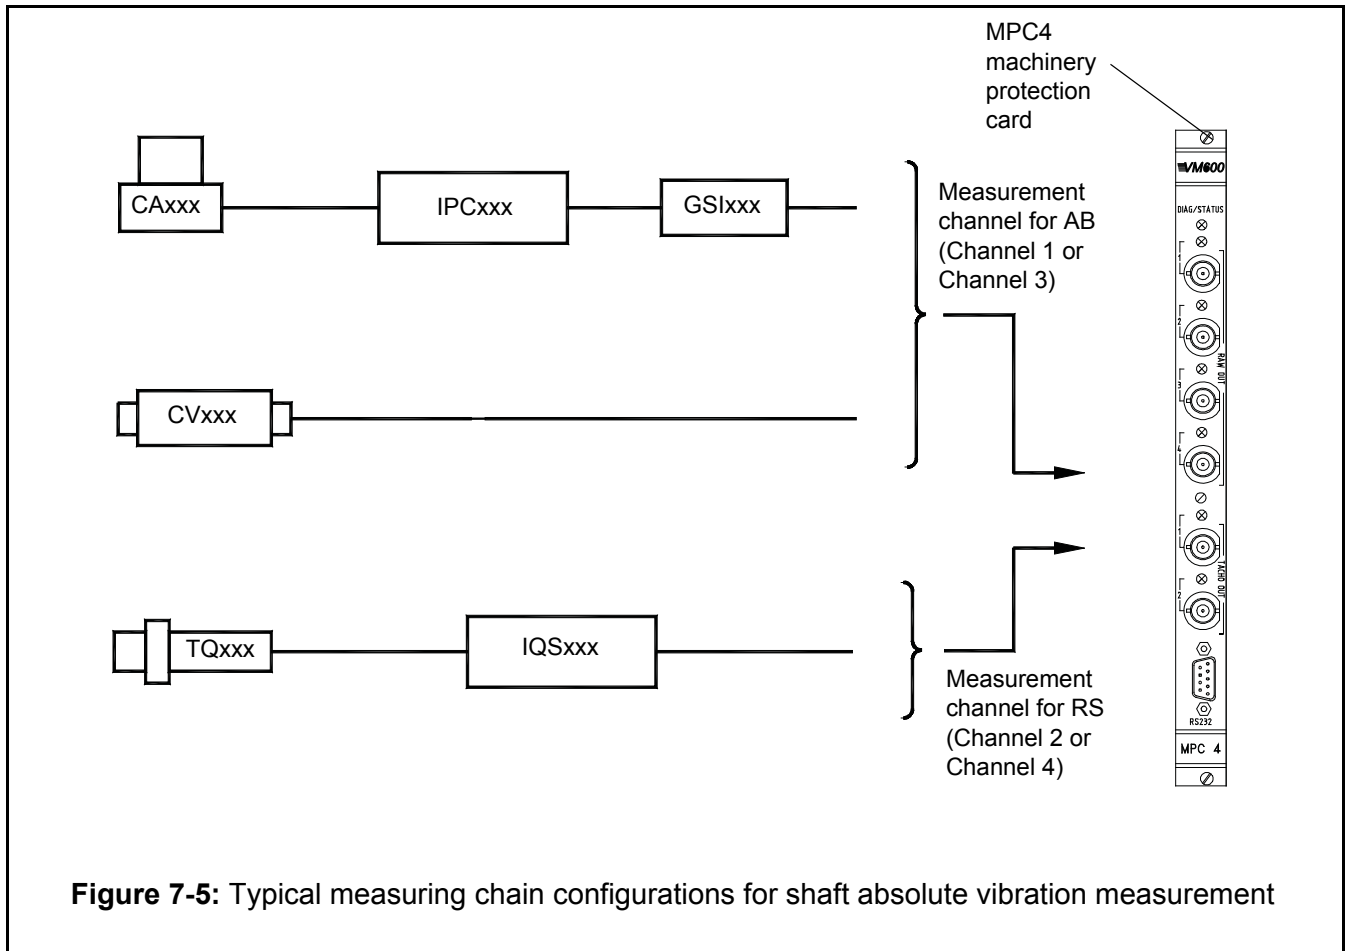 MPC4
machinery
protection
card
CAxxx
IPCxxx
GSIxxx
Measurement
channel for AB
(Channel 1 or
Channel 3)
CVxxx
TQxxx
IQSxxx
Measurement
channel for RS
(Channel 2 or
Channel 4)
VM600
DIAG/STATUS
1
2
RAW OUT
3
4
1
TACHO OUT
2
RS232
MPC 4
Figure 7-5: Typical measuring chain configurations for shaft absolute vibration measurement